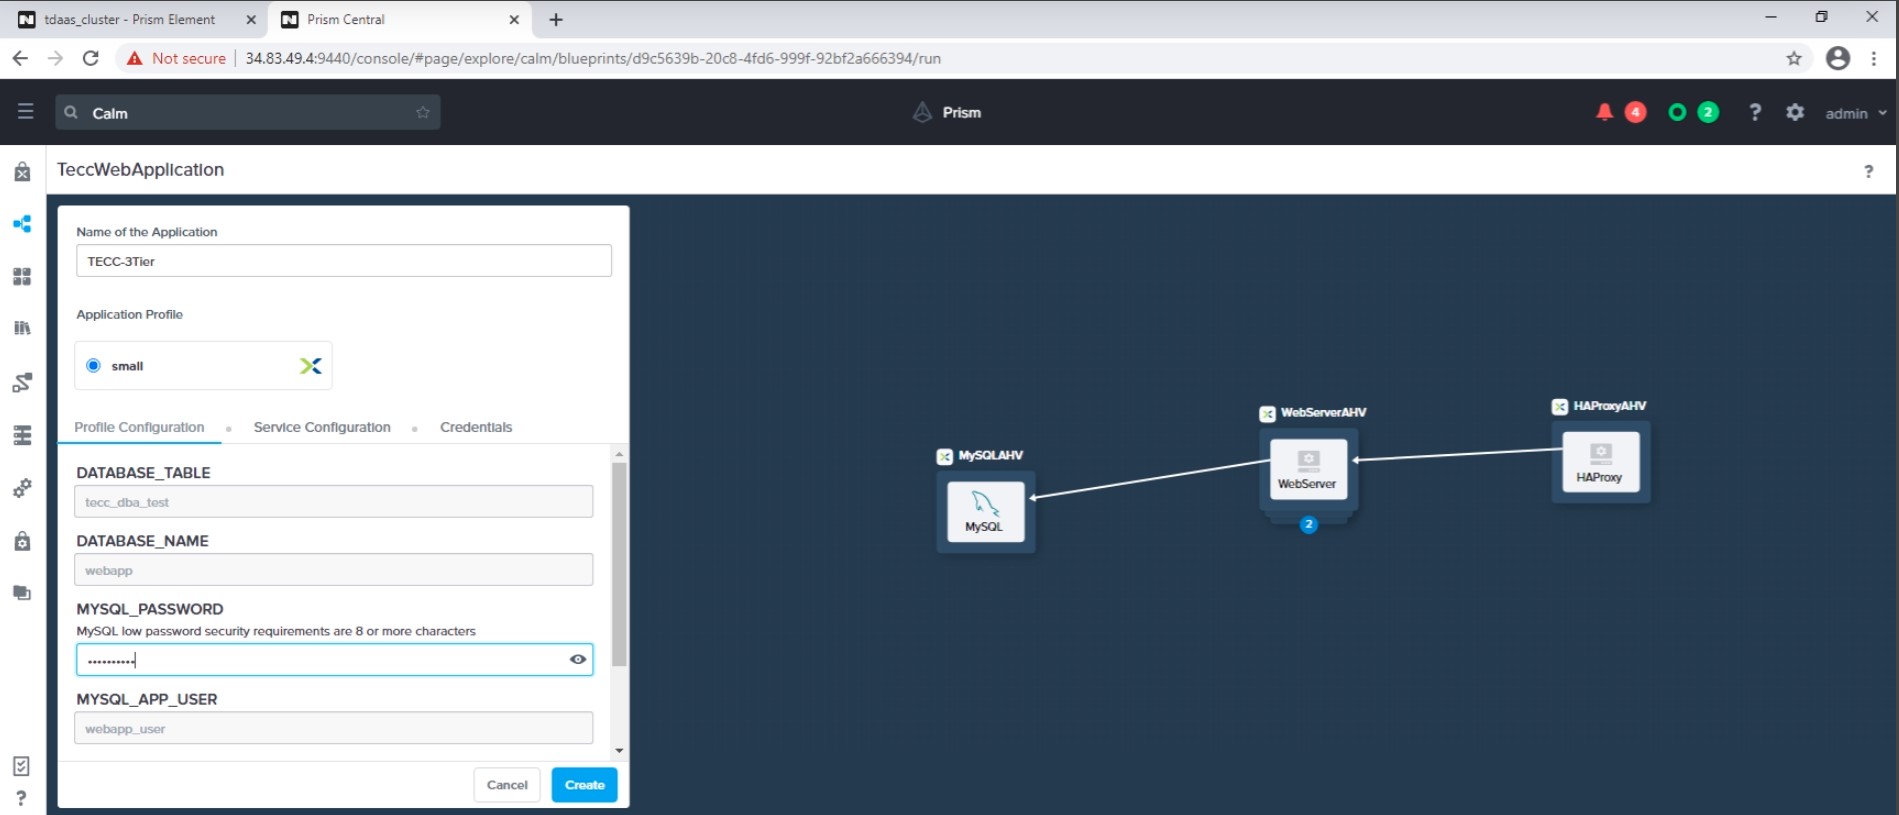 tdaas_cluster - Prism Element
Prism Central
Not secure
34.83.49.4:9440/console/#page/explore/calm/blueprints/d9c5639b-20c8-4fd6-999f-92bf2a666394/run
Calm
Prism
4
2
?
admin
TeccWebApplication
?
Name of the Application
TECC-3Tier
Application Profile
small
Profile Configuration
Service Configuration
Credentials
DATABASE_TABLE
tecc_dba_test
DATABASE_NAME
webapp
MYSQL_PASSWORD
MySQL low password security requirements are 8 or more characters
••••••••••
MYSQL_APP_USER
webapp_user
Cancel
Create
?
MySQLAHV
MySQL
WebServerAHV
WebServer
2
HAProxyAHV
HAProxy